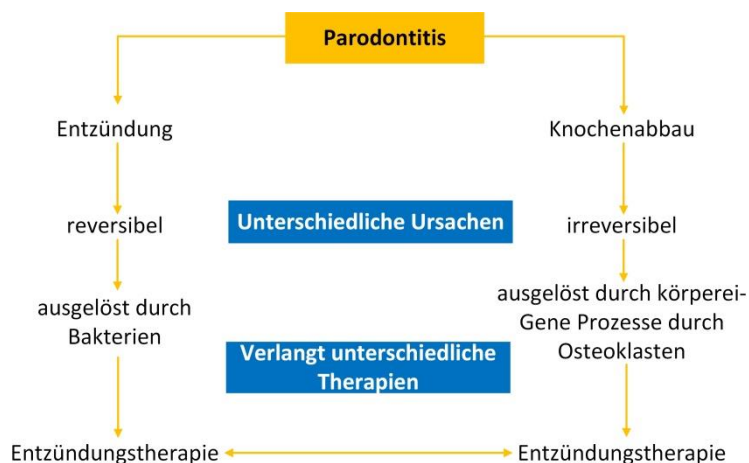 Parodontitis
Entzündung
Knochenabbau
reversibel
Unterschiedliche Ursachen
irreversibel
ausgelöst durch
Bakterien
ausgelöst durch körperei-
Gene Prozesse durch
Osteoklasten
Verlangt unterschiedliche
Therapien
Entzündungstherapie
Entzündungstherapie